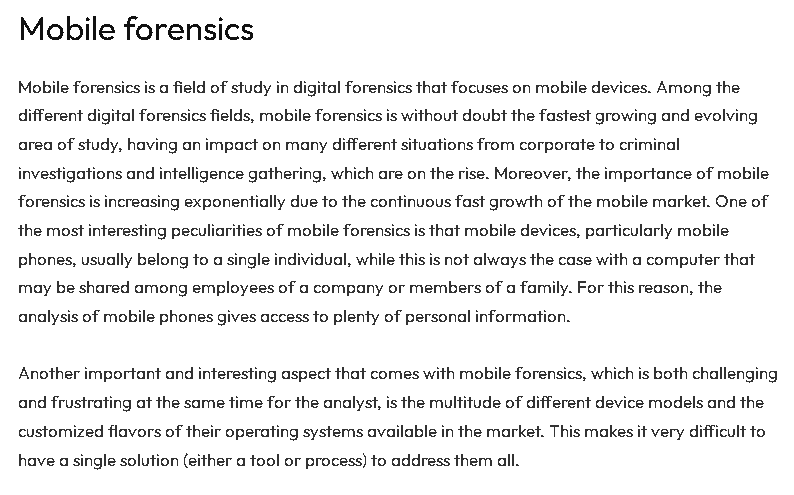 Mobile forensics
Mobile forensics is a field of study in digital forensics that focuses on mobile devices. Among the
different digital forensics fields, mobile forensics is without doubt the fastest growing and evolving
area of study, having an impact on many different situations from corporate to criminal
investigations and intelligence gathering, which are on the rise. Moreover, the importance of mobile
forensics is increasing exponentially due to the continuous fast growth of the mobile market. One of
the most interesting peculiarities of mobile forensics is that mobile devices, particularly mobile
phones, usually belong to a single individual, while this is not always the case with a computer that
may be shared among employees of a company or members of a family. For this reason, the
analysis of mobile phones gives access to plenty of personal information.
Another important and interesting aspect that comes with mobile forensics, which is both challenging
and frustrating at the same time for the analyst, is the multitude of different device models and the
customized flavors of their operating systems available in the market. This makes it very difficult to
have a single solution (either a tool or process) to address them all.